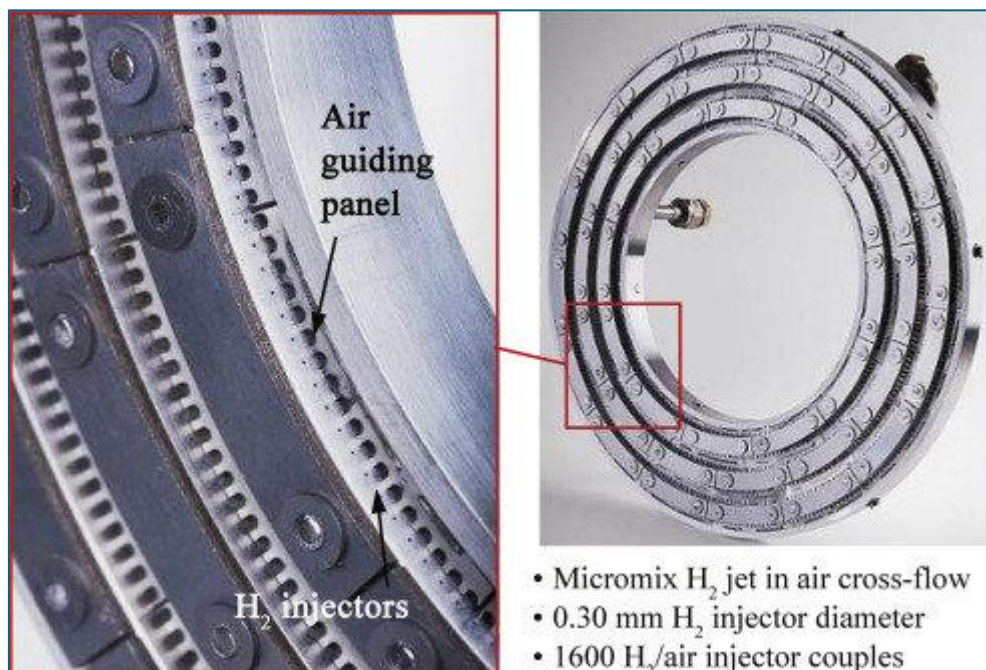 Air
guiding
panel
H₂ injectors
• Micromix H₂ jet in air cross-flow
• 0.30 mm H₂ injector diameter
• 1600 H₂/air injector couples